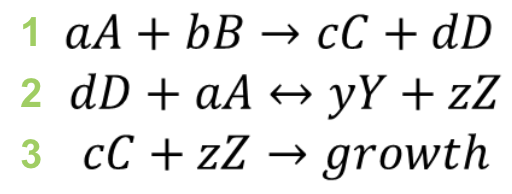 1 aA + bB → cC + dD
2 dD + aA ↔ yY + zZ
3 cC + zZ → growth